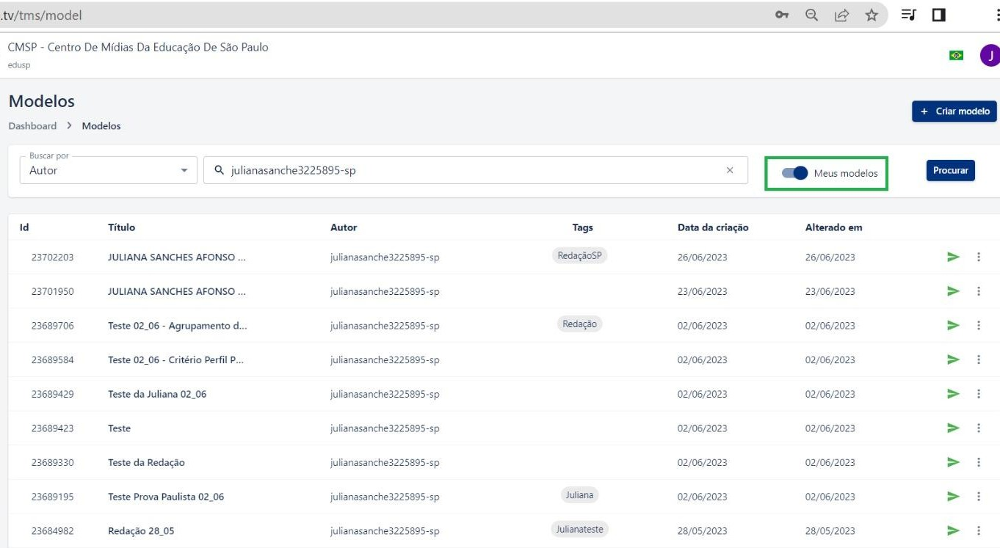 .tv/tms/model
CMSP - Centro De Mídias Da Educação De São Paulo
edusp
J
Modelos
+ Criar modelo
Dashboard > Modelos
Buscar por
Autor
julianasanche3225895-sp
Meus modelos
Procurar
Id Título Autor Tags Data da criação Alterado em
23702203 JULIANA SANCHES AFONSO ... julianasanche3225895-sp RedaçãoSP 26/06/2023 26/06/2023
23701950 JULIANA SANCHES AFONSO ... julianasanche3225895-sp 23/06/2023 23/06/2023
23689706 Teste 02_06 - Agrupamento d... julianasanche3225895-sp Redação 02/06/2023 02/06/2023
23689584 Teste 02_06 - Critério Perfil P... julianasanche3225895-sp 02/06/2023 02/06/2023
23689429 Teste da Juliana 02_06 julianasanche3225895-sp 02/06/2023 02/06/2023
23689423 Teste julianasanche3225895-sp 02/06/2023 02/06/2023
23689330 Teste da Redação julianasanche3225895-sp 02/06/2023 02/06/2023
23689195 Teste Prova Paulista 02_06 julianasanche3225895-sp Juliana 02/06/2023 02/06/2023
23684982 Redação 28_05 julianasanche3225895-sp Julianateste 28/05/2023 28/05/2023